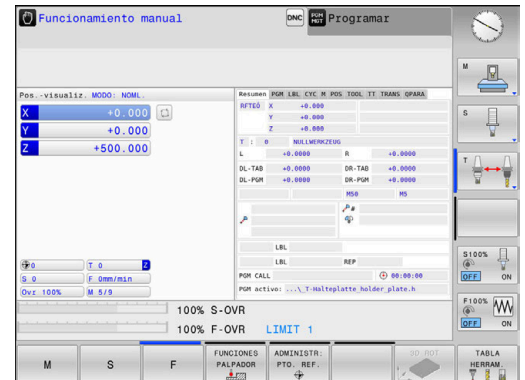 Funcionamiento manual
DNC
PGM MGT
Programar
Pos.-visualiz. MODO: NOML.
X +0.000
Y +0.000
Z +500.000
0
T 0 Z
S 0
F 0mm/min
Ovr 100%
M 5/9
Resumen PGM LBL CYC M POS TOOL TT TRANS QPARA
RFTEÓ X +0.000
Y +0.000
Z +0.000
T : 0 NULLWERKZEUG
L +0.0000 R +0.0000
DL-TAB +0.0000 DR-TAB +0.0000
DL-PGM +0.0000 DR-PGM +0.0000
M50 M5
LBL
LBL REP
PGM CALL 00:00:00
PGM activo: ...\_T-Halteplatte_holder_plate.h
100% S-OVR
100% F-OVR LIMIT 1
M
S
F
FUNCIONES
PALPADOR
ADMINISTR:
PTO. REF.
3D ROT
TABLA
HERRAM.
M
S
T
S100%
OFF ON
F100%
OFF ON